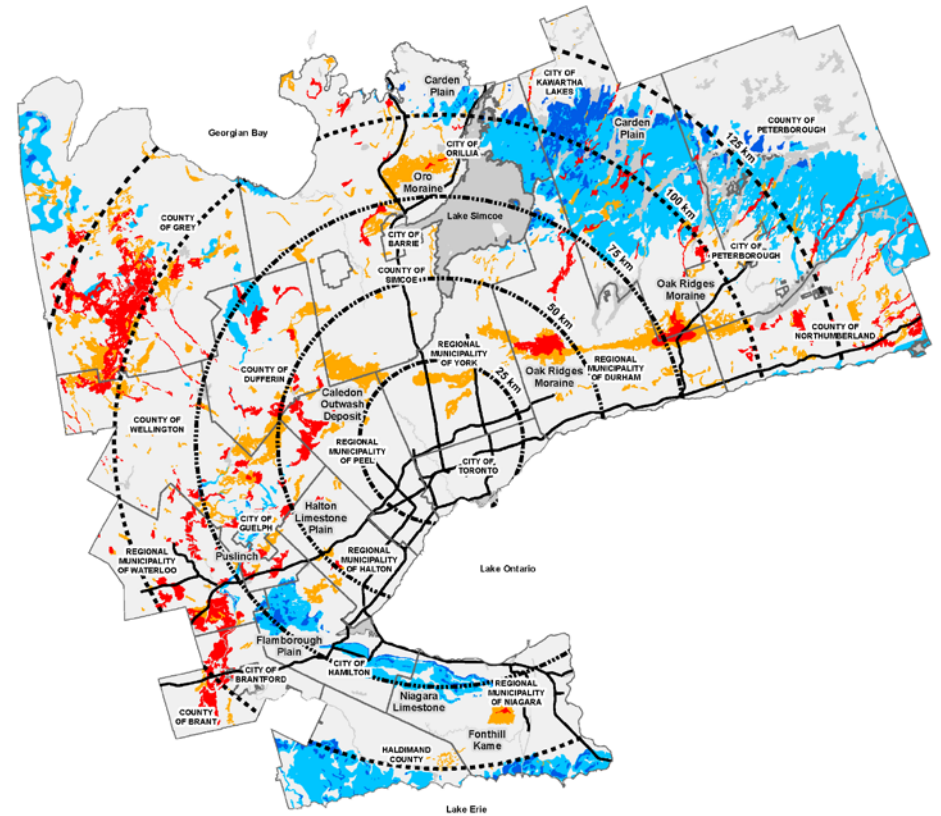 Carden
Plain
CITY OF
KAWARTHA
LAKES
Georgian Bay
Carden
Plain
COUNTY OF
PETERBOROUGH
125 km
CITY OF
ORILLIA
Oro
Moraine
100 km
COUNTY
OF GREY
Lake Simcoe
CITY OF
BARRIE
75 km
CITY OF
PETERBOROUGH
COUNTY OF
SIMCOE
Oak Ridges
Moraine
50 km
COUNTY OF
NORTHUMBERLAND
REGIONAL
MUNICIPALITY
OF YORK
REGIONAL
MUNICIPALITY
OF DURHAM
Oak Ridges
Moraine
25 km
COUNTY OF
DUFFERIN
Caledon
Outwash
Deposit
COUNTY OF
WELLINGTON
REGIONAL
MUNICIPALITY
OF PEEL
CITY OF
TORONTO
Halton
Limestone
Plain
CITY OF
GUELPH
Puslinch
REGIONAL
MUNICIPALITY
OF WATERLOO
REGIONAL
MUNICIPALITY
OF HALTON
Lake Ontario
Flamborough
Plain
CITY OF
HAMILTON
CITY OF
BRANTFORD
REGIONAL
MUNICIPALITY
OF NIAGARA
Niagara
Limestone
COUNTY
OF BRANT
Fonthill
Kame
HALDIMAND
COUNTY
Lake Erie